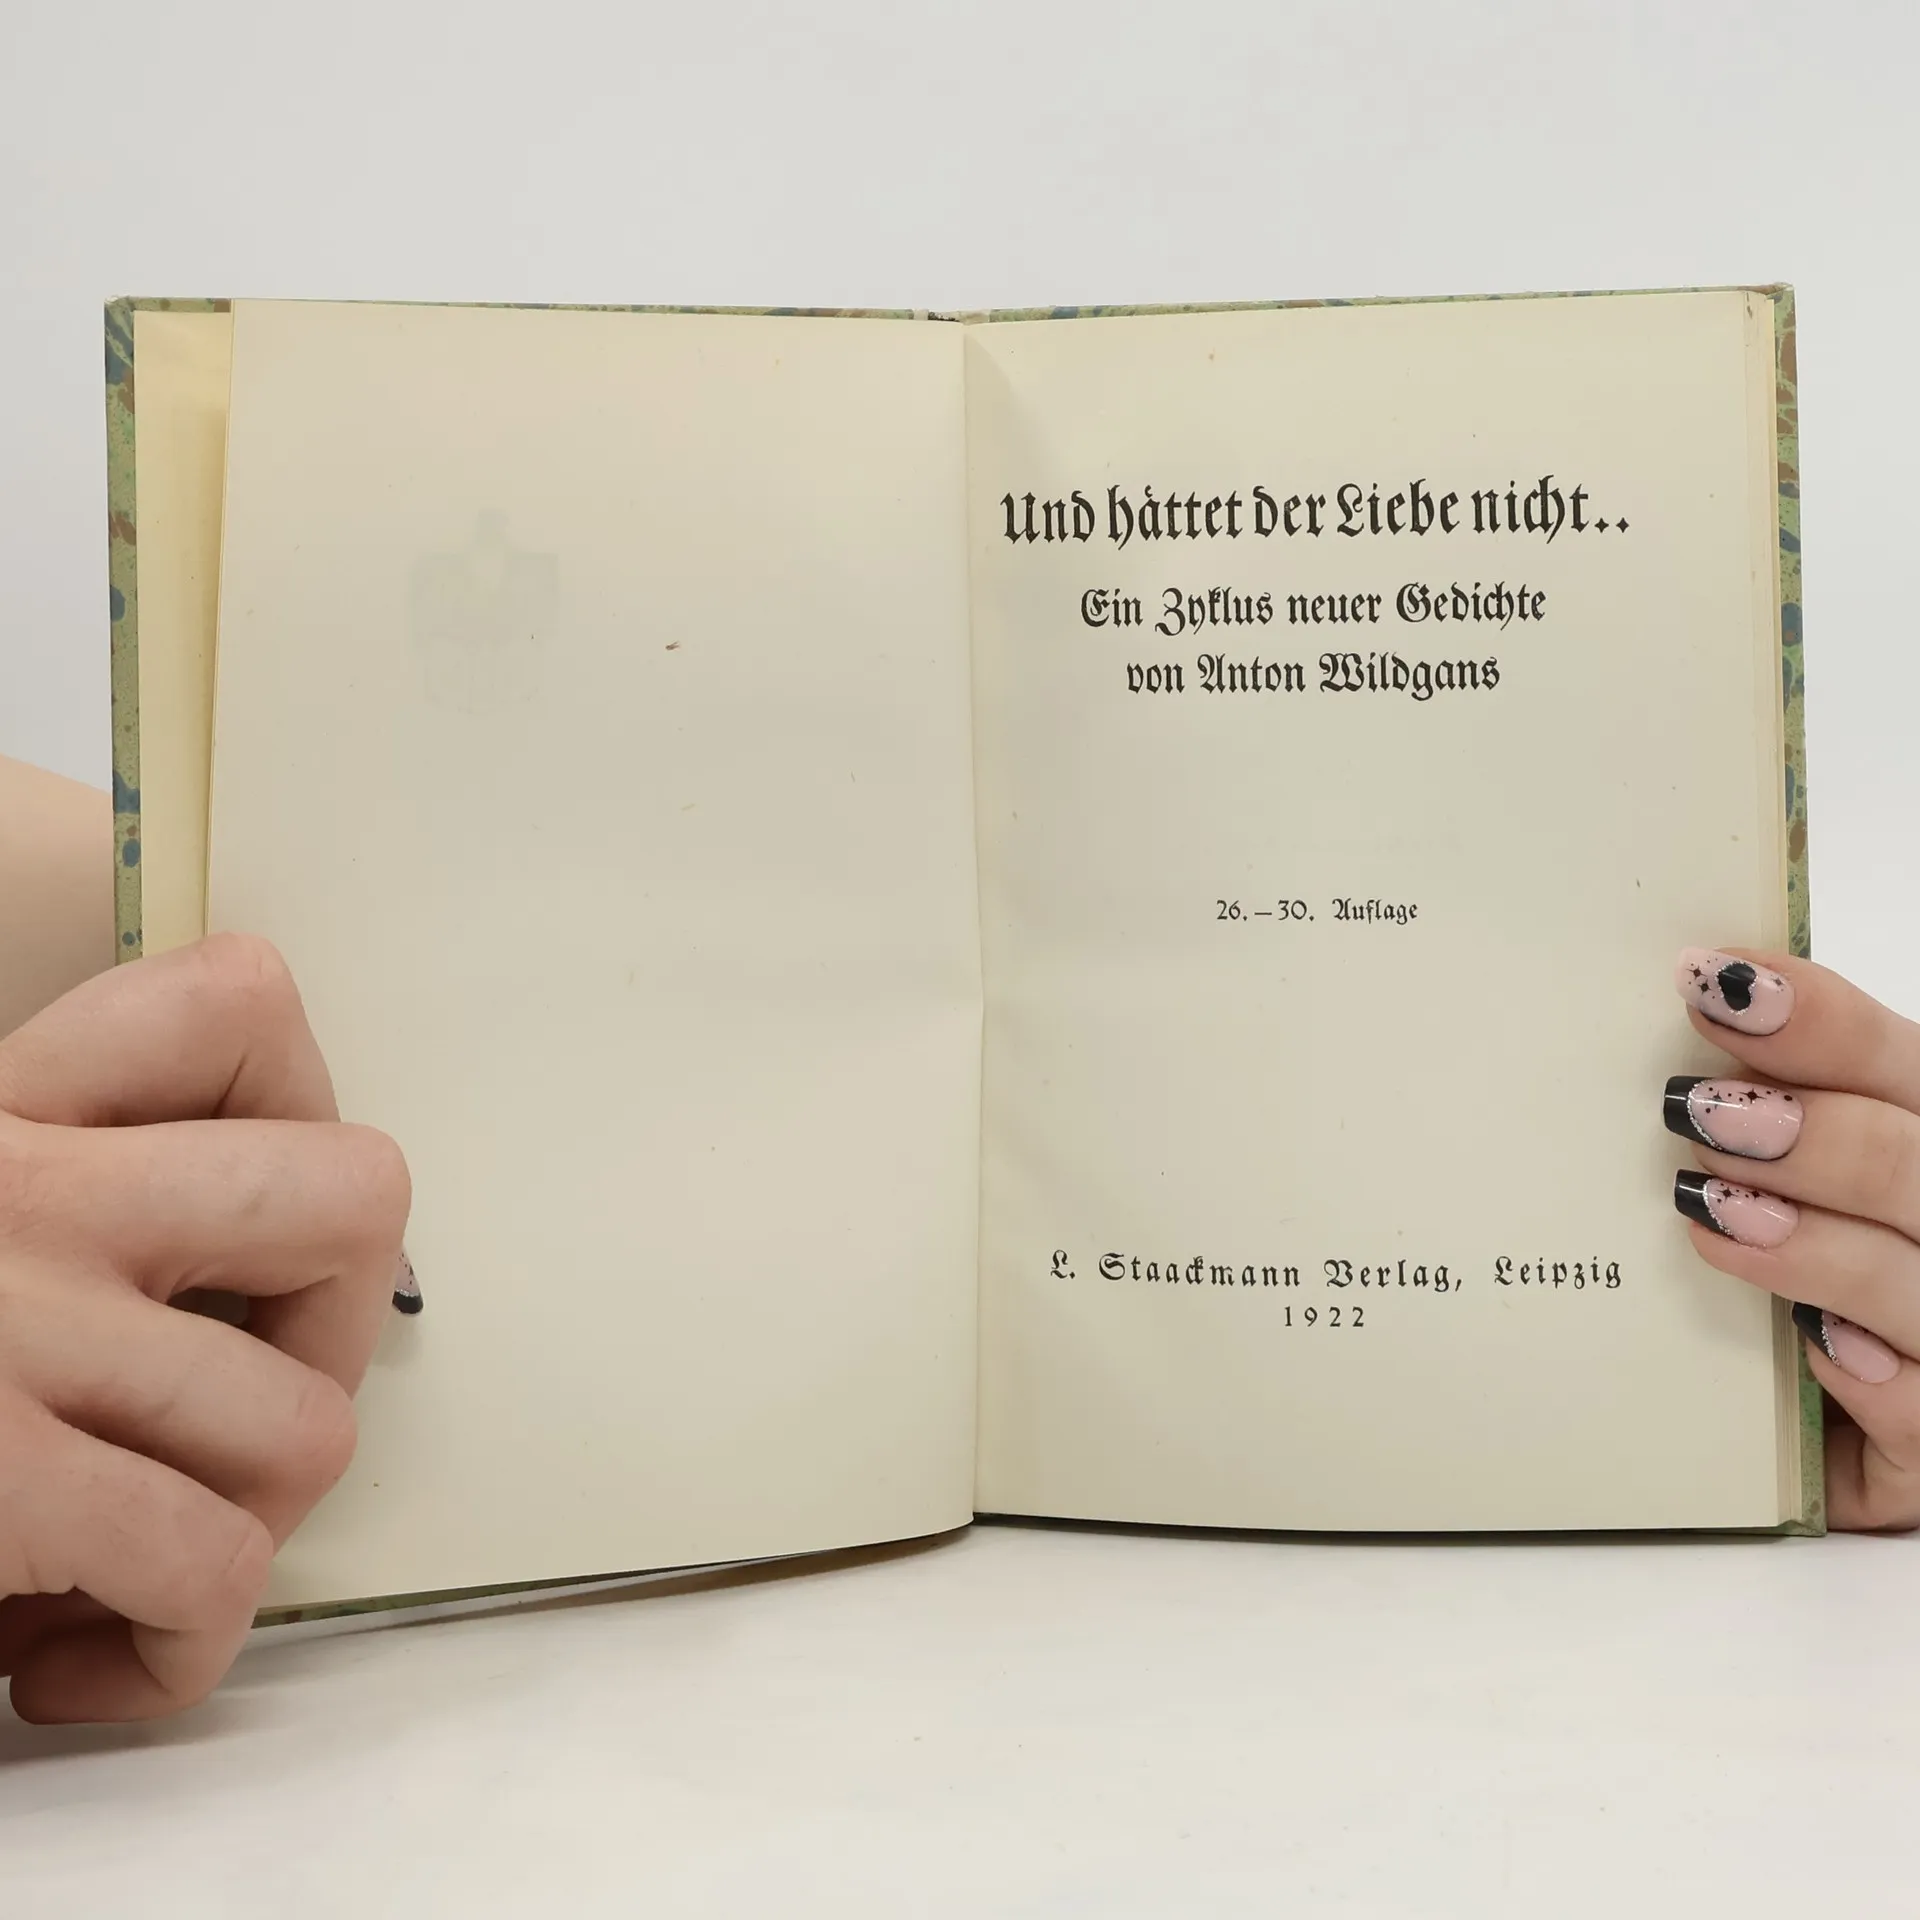 Und hättet der Liebe nicht..
Ein Zyklus neuer Gedichte
von Anton Wildgans
26.—30. Auflage
L. Staackmann Verlag, Leipzig
1922